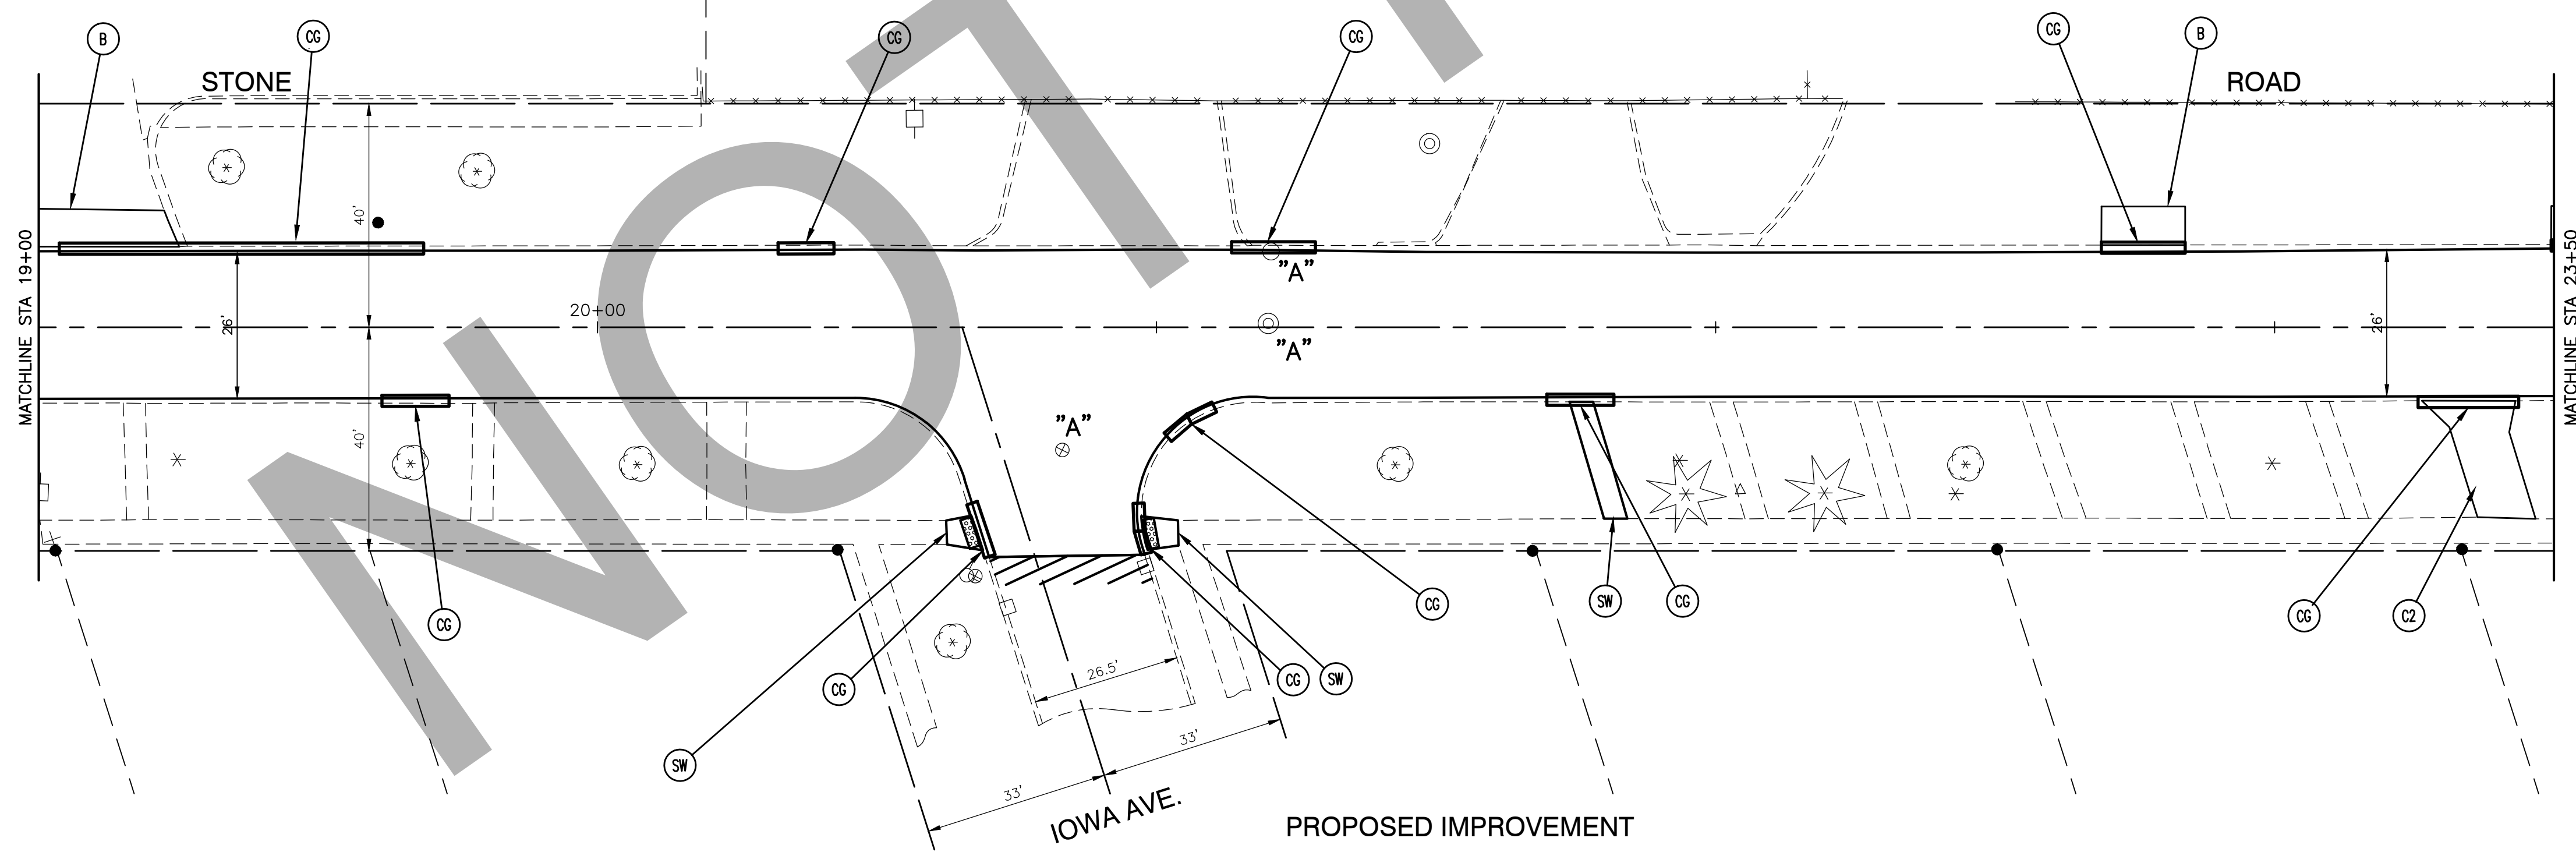 B
CG
CG
CG
CG
B
STONE
ROAD
40'
MATCHLINE STA 19+00
"A"
MATCHLINE STA 23+50
20+00
26'
26'
"A"
40'
"A"
CG
SW
CG
CG
CG
C2
CG
26.5'
CG
CG
SW
SW
33'
33'
IOWA AVE.
PROPOSED IMPROVEMENT
NOT